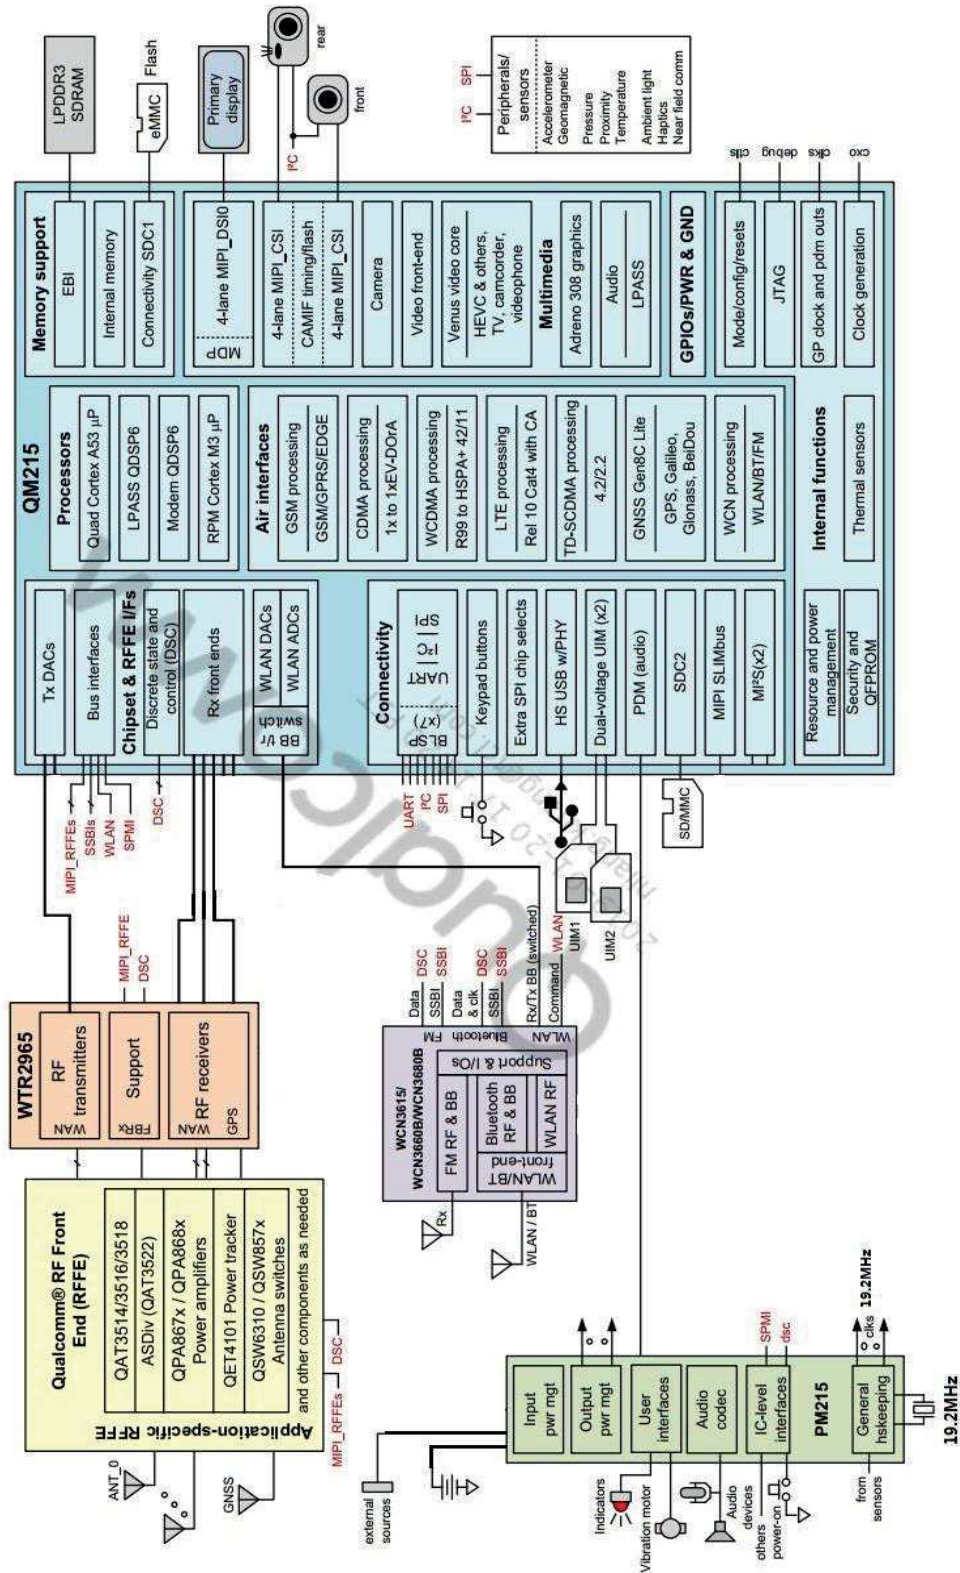 Qualcomm® RF Front
End (RFFE)
Application-specific RFFE
QAT3514/3516/3518
ASDiv (QAT3522)
QPA867x / QPA868x
Power amplifiers
QET4101 Power tracker
QSW6310 / QSW857x
Antenna switches
and other components as needed
ANT_0
GNSS
MIPI_RFFEs
DSC
WTR2965
WAN
RF
transmitters
FBRx
Support
WAN
RF receivers
GPS
MIPI_RFFE
DSC
MIPI_RFFEs
SSBIs
WLAN
SPMI
DSC
QM215
Tx DACs
Bus interfaces
Chipset & RFFE I/Fs
Discrete state and
control (DSC)
Rx front ends
BB t/r
switch
WLAN DACs
WLAN ADCs
Processors
Quad Cortex A53 µP
LPASS QDSP6
Modem QDSP6
RPM Cortex M3 µP
Memory support
EBI
Internal memory
Connectivity SDC1
LPDDR3
SDRAM
eMMC
Flash
Air interfaces
GSM processing
GSM/GPRS/EDGE
CDMA processing
1x to 1xEV-DOrA
WCDMA processing
R99 to HSPA+ 42/11
LTE processing
Rel 10 Cat4 with CA
TD-SCDMA processing
4.2/2.2
GNSS Gen8C Lite
GPS, Galileo,
Glonass, BeiDou
WCN processing
WLAN/BT/FM
MDP
4-lane MIPI_DSI0
4-lane MIPI_CSI
CAMIF timing/flash
4-lane MIPI_CSI
Camera
Video front-end
Venus video core
HEVC & others,
TV, camcorder,
videophone
Multimedia
Adreno 308 graphics
Audio
LPASS
Primary
display
rear
front
I²C
I²C
SPI
Peripherals/
sensors
Accelerometer
Geomagnetic
Pressure
Proximity
Temperature
Ambient light
Haptics
Near field comm
GPIOs/PWR & GND
Mode/config/resets
JTAG
GP clock and pdm outs
Clock generation
ctls
debug
clks
cxo
Internal functions
Thermal sensors
Resource and power
management
Security and
QFPROM
Connectivity
BLSP
(x7)
UART
I²C
SPI
Keypad buttons
Extra SPI chip selects
HS USB w/PHY
Dual-voltage UIM (x2)
PDM (audio)
SDC2
MIPI SLIMbus
MI²S(x2)
UART
I²C
SPI
UIM1
UIM2
SD/MMC
WCN3615/
WCN3660B/WCN3680B
FM RF & BB
Bluetooth
RF & BB
WLAN RF
WLAN/BT
front-end
Support & I/Os
FM
Bluetooth
WLAN
Rx
WLAN / BT
Data
DSC
SSBI
SSBI
Data
& clk
DSC
SSBI
SSBI
Rx/Tx BB (switched)
Command
WLAN
PM215
Input
pwr mgt
Output
pwr mgt
User
interfaces
Audio
codec
IC-level
interfaces
General
hskeeping
external
sources
Indicators
Vibration motor
Audio
devices
others
power-on
from
sensors
SPMI
dsc
clks
19.2MHz
19.2MHz